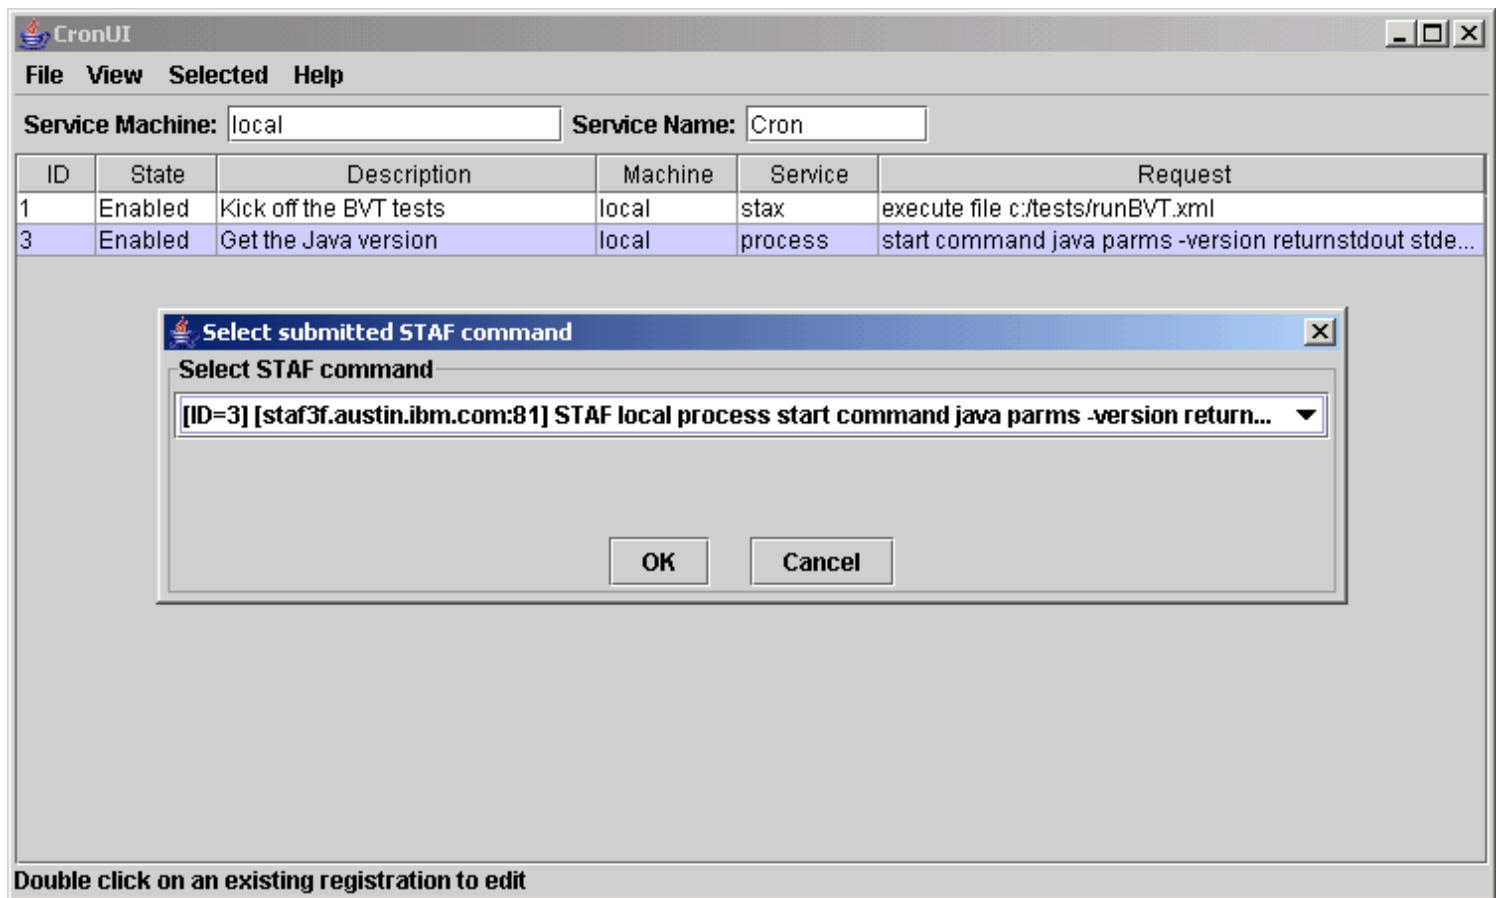 CronUI
File View Selected Help
Service Machine: local Service Name: Cron
ID State Description Machine Service Request
1 Enabled Kick off the BVT tests local stax execute file c:/tests/runBVT.xml
3 Enabled Get the Java version local process start command java parms -version returnstdout stde...
Select submitted STAF command
Select STAF command
[ID=3] [staf3f.austin.ibm.com:81] STAF local process start command java parms -version return...
OK Cancel
Double click on an existing registration to edit